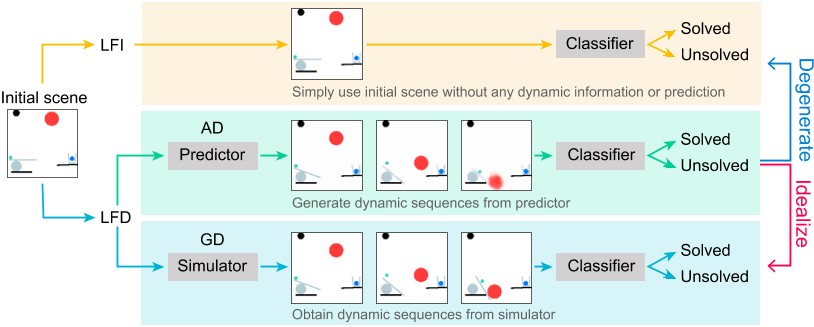 Initial scene
LFI
Classifier
Solved
Unsolved
Simply use initial scene without any dynamic information or prediction
LFD
AD
Predictor
Classifier
Solved
Unsolved
Generate dynamic sequences from predictor
GD
Simulator
Classifier
Solved
Unsolved
Obtain dynamic sequences from simulator
Degenerate
Idealize